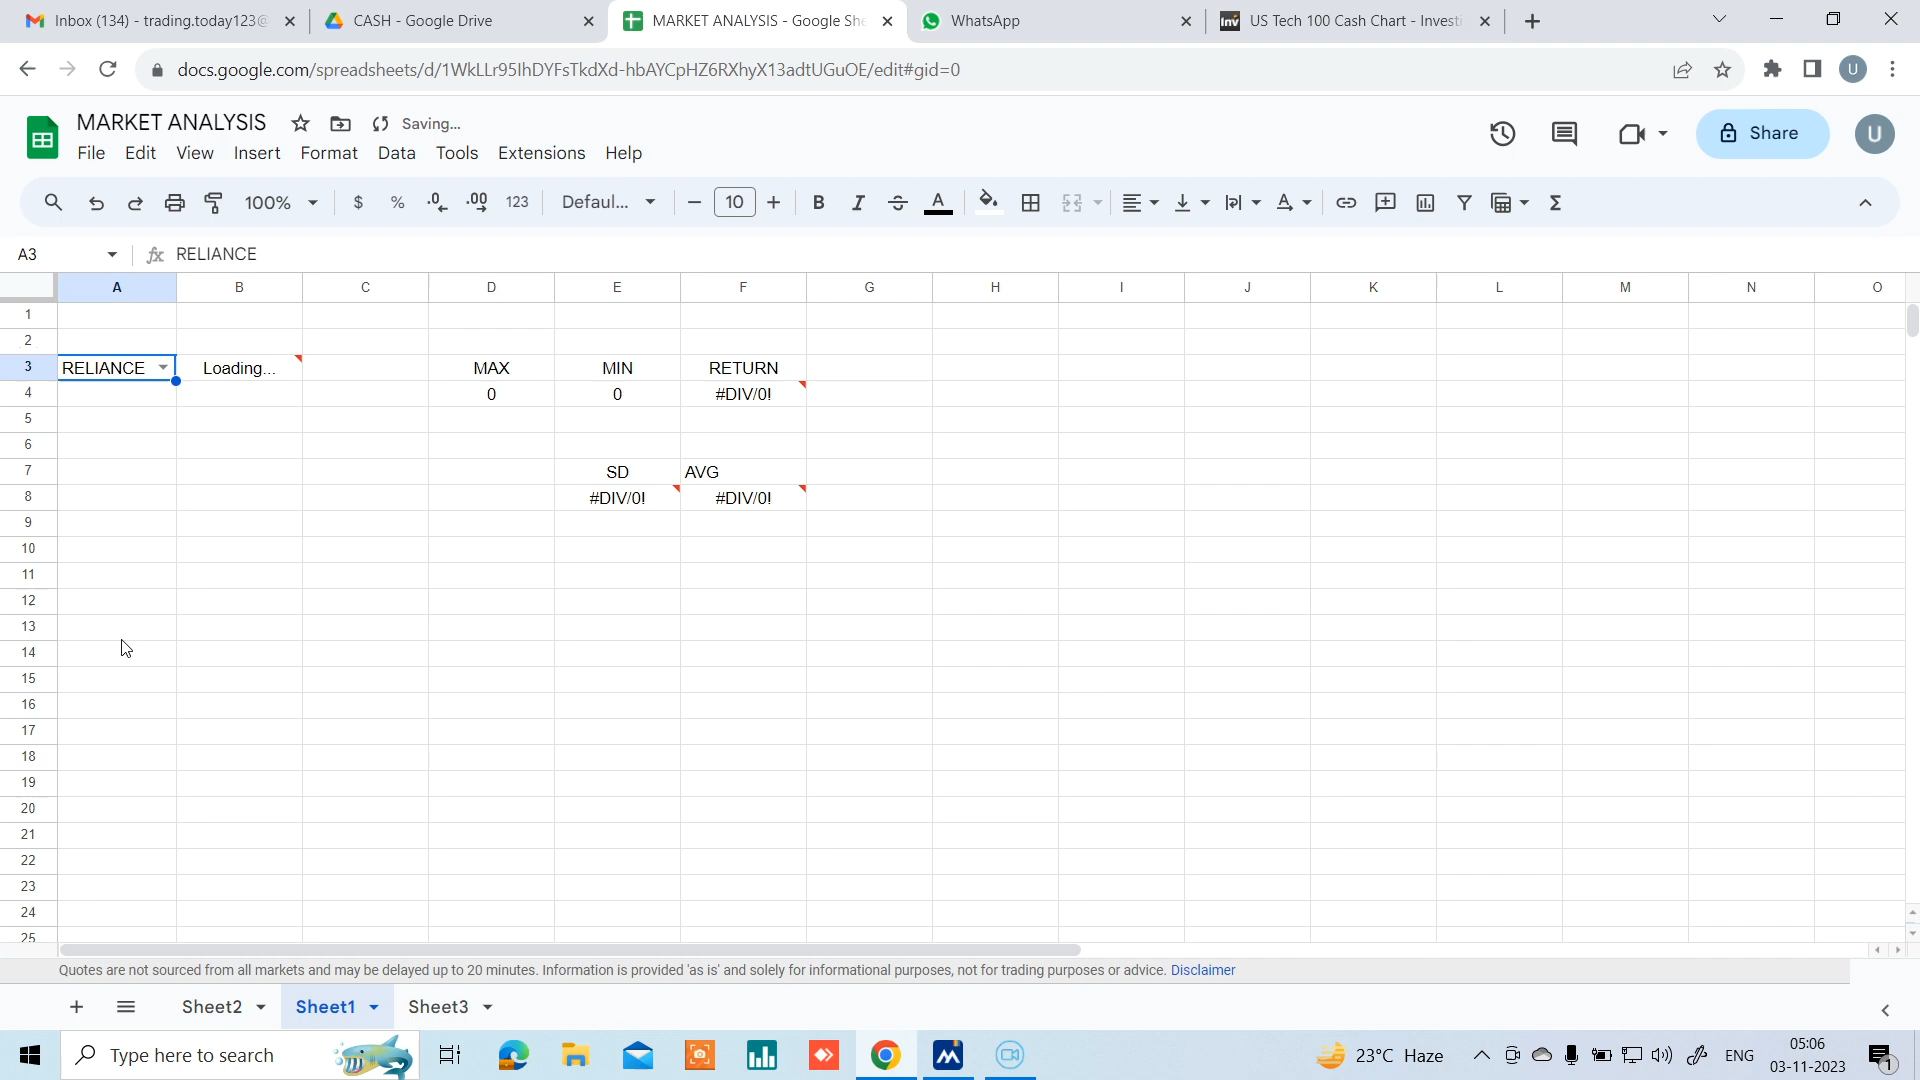 Inbox (134) - trading.today123@
CASH - Google Drive
MARKET ANALYSIS - Google She
WhatsApp
US Tech 100 Cash Chart - Investi
docs.google.com/spreadsheets/d/1WkLLr95IhDYFsTkdXd-hbAYCpHZ6RXhyX13adtUGuOE/edit#gid=0
U
MARKET ANALYSIS
Saving...
File Edit View Insert Format Data Tools Extensions Help
Share
U
100%
$ % .0 .00 123
Defaul...
10
B I A
A3
fx RELIANCE
A B C D E F G H I J K L M N O
1
2
3 RELIANCE Loading... MAX MIN RETURN
4 0 0 #DIV/0!
5
6
7 SD AVG
8 #DIV/0! #DIV/0!
9
10
11
12
13
14
15
16
17
18
19
20
21
22
23
24
25
Quotes are not sourced from all markets and may be delayed up to 20 minutes. Information is provided 'as is' and solely for informational purposes, not for trading purposes or advice. Disclaimer
Sheet2 Sheet1 Sheet3
Type here to search
23°C Haze
ENG
05:06
03-11-2023
1